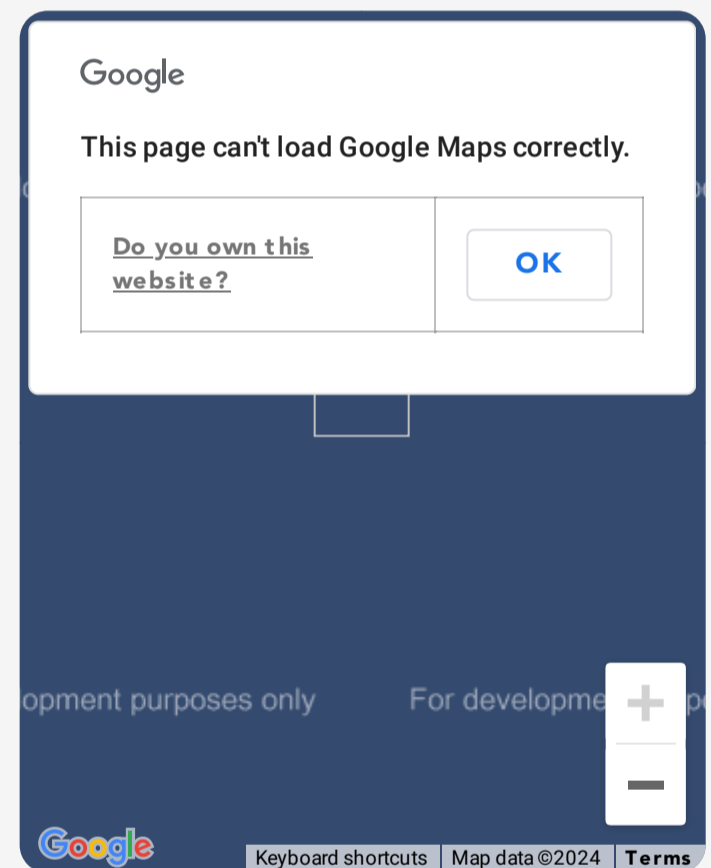 Google
This page can't load Google Maps correctly.
Do you own this
website?
OK
opment purposes only
For developme
Google
Keyboard shortcuts
Map data ©2024
Terms